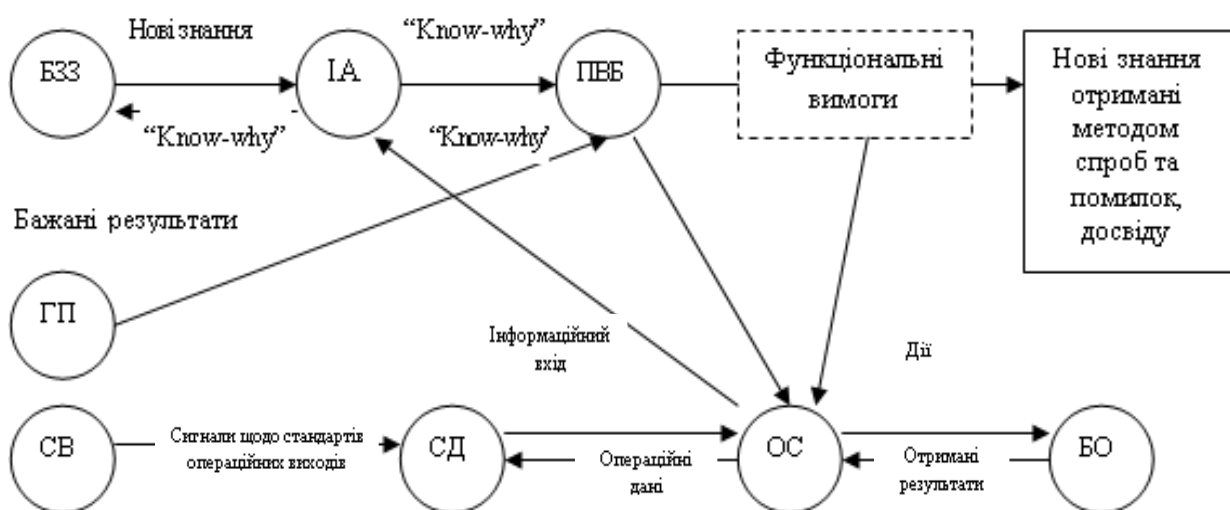 Нові знання
“Know-why”
БЗЗ
ІА
ПВБ
Функціональні
вимоги
Нові знання
отримані
методом
спроб та
помилок,
досвіду
“Know-why”
“Know-why’
Бажані результати
ГП
Інформаційний
вхід
Дії
СВ
Сигнали щодо стандартів
операційних виходів
СД
Операційні
дані
ОС
Отримані
результати
БО